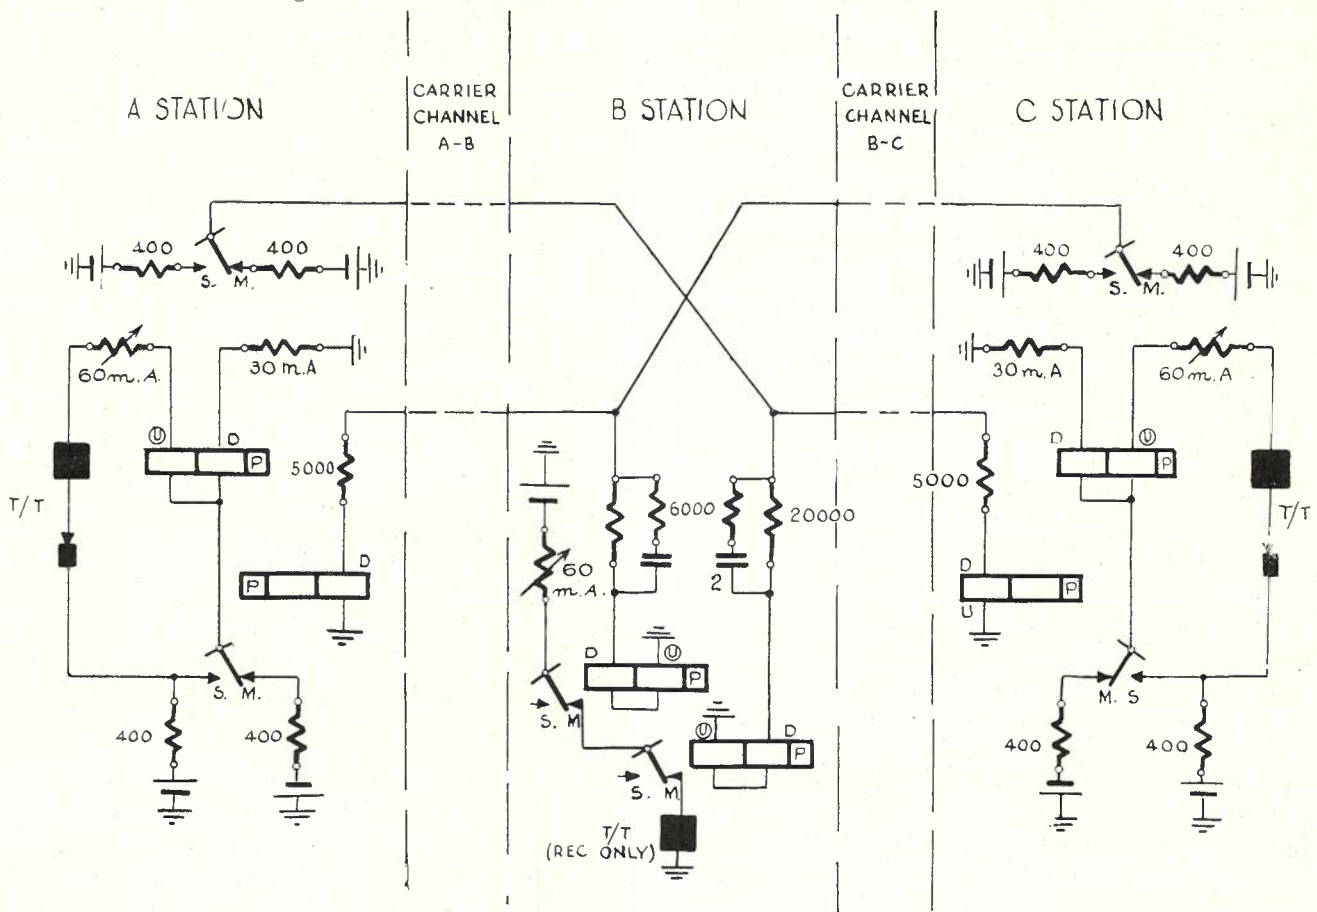 A STATION
CARRIER
CHANNEL
A-B
B STATION
CARRIER
CHANNEL
B-C
C STATION
400
400
S. M.
400
400
S. M.
60 m.A.
30 m.A
30 m.A
60 m.A
U
D
P
T/T
5000
D
P
6000
20000
2
60
m.A.
5000
D
U
P
T/T
D
U
P
D
U
P
S. M.
400
400
D
U
P
S. M
U
D
P
S. M
T/T
(REC ONLY)
M. S
400
400